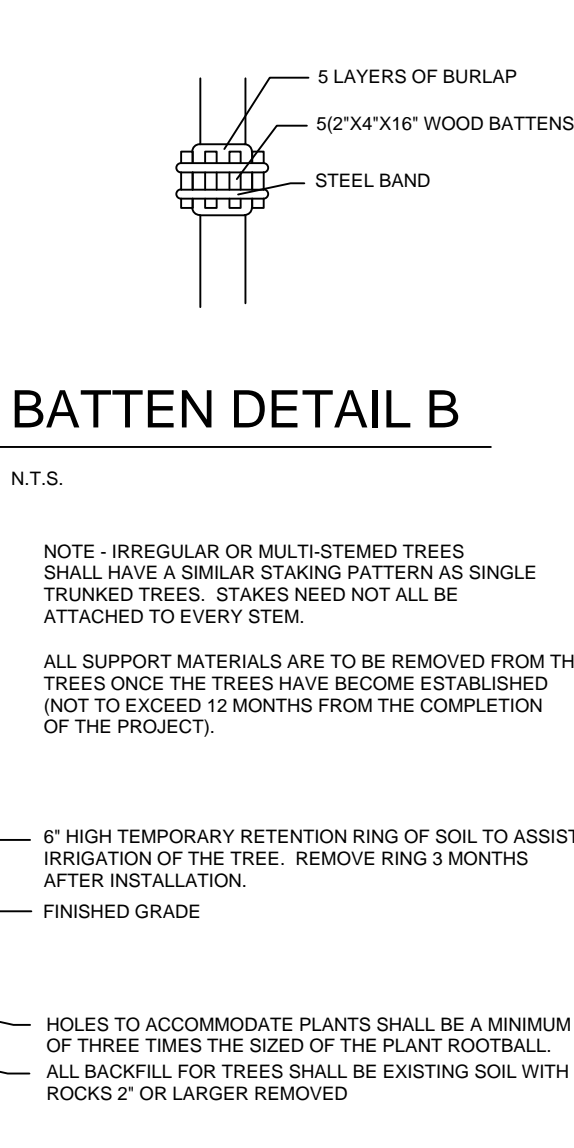 5 LAYERS OF BURLAP
5(2"X4"X16" WOOD BATTENS
STEEL BAND
BATTEN DETAIL B
N.T.S.
NOTE - IRREGULAR OR MULTI-STEMED TREES
SHALL HAVE A SIMILAR STAKING PATTERN AS SINGLE
TRUNKED TREES. STAKES NEED NOT ALL BE
ATTACHED TO EVERY STEM.
ALL SUPPORT MATERIALS ARE TO BE REMOVED FROM TH
TREES ONCE THE TREES HAVE BECOME ESTABLISHED
(NOT TO EXCEED 12 MONTHS FROM THE COMPLETION
OF THE PROJECT).
6" HIGH TEMPORARY RETENTION RING OF SOIL TO ASSIST
IRRIGATION OF THE TREE. REMOVE RING 3 MONTHS
AFTER INSTALLATION.
FINISHED GRADE
HOLES TO ACCOMMODATE PLANTS SHALL BE A MINIMUM
OF THREE TIMES THE SIZED OF THE PLANT ROOTBALL.
ALL BACKFILL FOR TREES SHALL BE EXISTING SOIL WITH
ROCKS 2" OR LARGER REMOVED